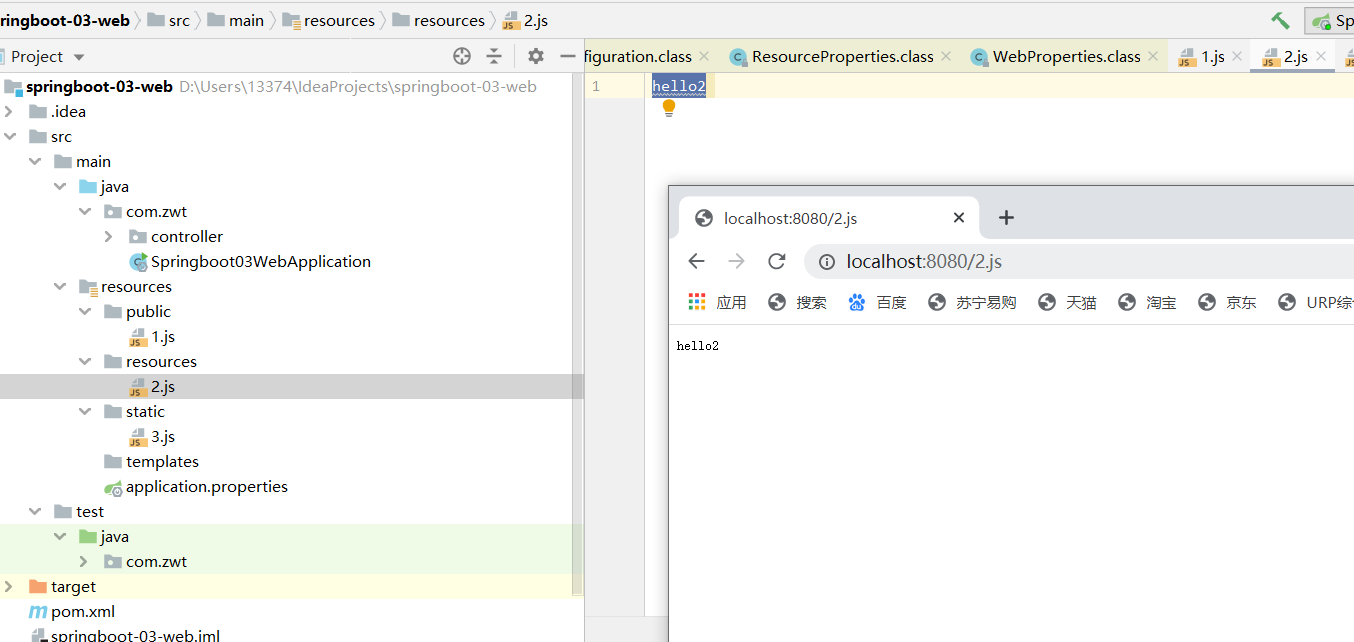 ringboot-03-web src main resources resources 2.js
Project
figuration.class ResourceProperties.class WebProperties.class 1.js 2.js
springboot-03-web D:\Users\13374\IdeaProjects\springboot-03-web
.idea
src
main
java
com.zwt
controller
Springboot03WebApplication
resources
public
1.js
resources
2.js
static
3.js
templates
application.properties
test
java
com.zwt
target
pom.xml
springboot-03-web.iml
1 hello2
localhost:8080/2.js
localhost:8080/2.js
应用 搜索 百度 苏宁易购 天猫 淘宝 京东 URP综
hello2